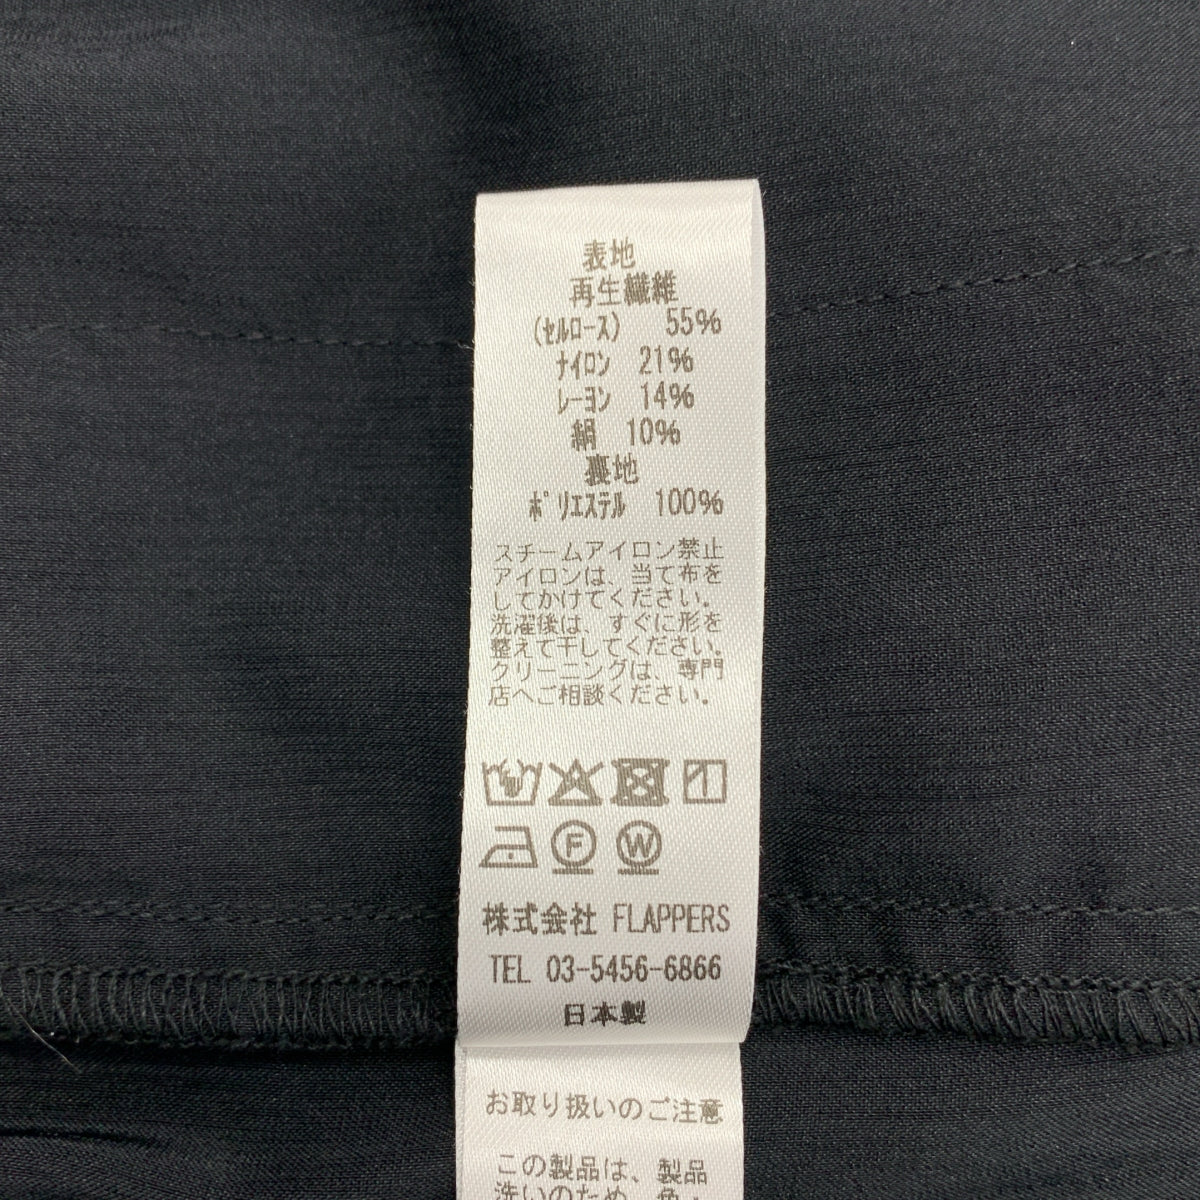 表地
再生繊維
(セルロース) 55%
ナイロン 21%
レーヨン 14%
絹 10%
裏地
ポリエステル 100%
スチームアイロン禁止
アイロンは、当て布を
してかけてください。
洗濯後は、すぐに形を
整えて干してください。
クリーニングは、専門
店へご相談ください。
F W
株式会社 FLAPPERS
TEL 03-5456-6866
日本製
お取り扱いのご注意
この製品は、製品
洗いのため、色・